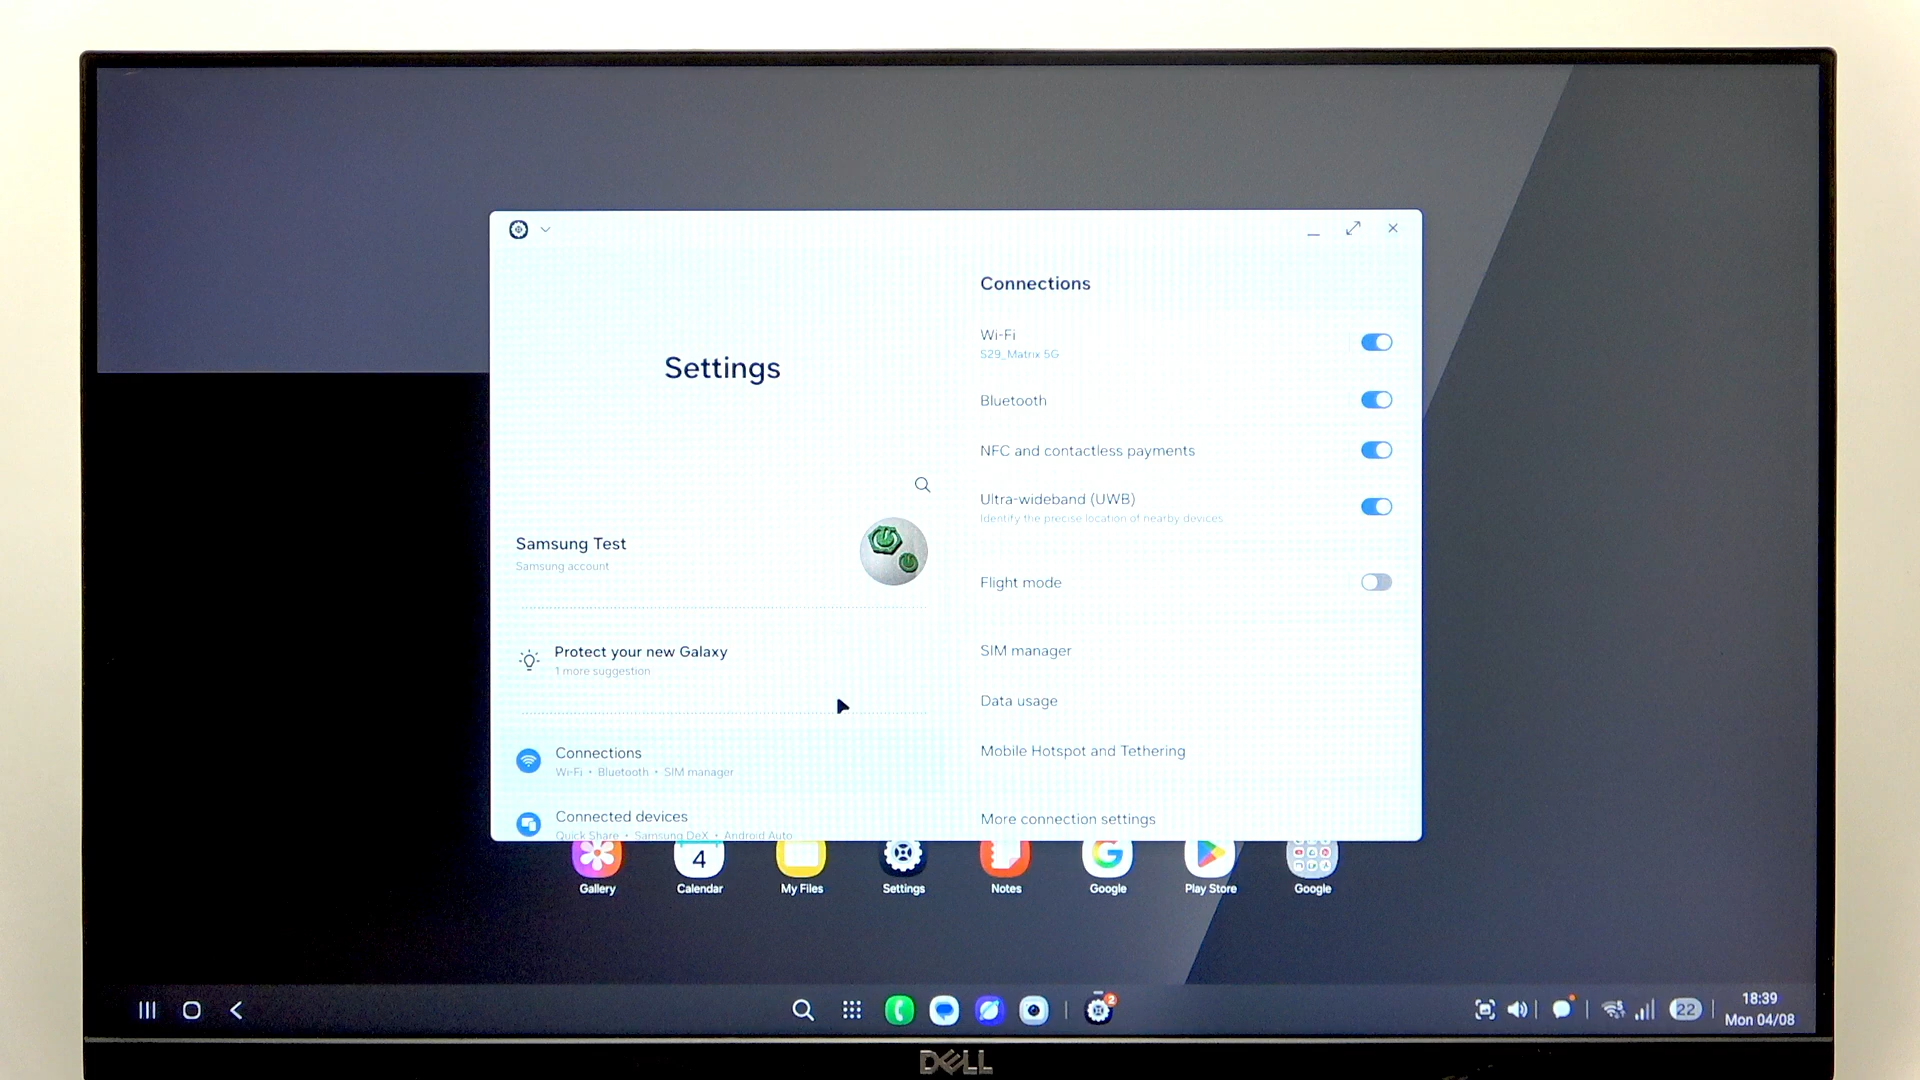 Settings
Samsung Test
Samsung account
Protect your new Galaxy
1 more suggestion
Connections
Wi-Fi • Bluetooth • SIM manager
Connected devices
Quick Share • Samsung DeX • Android Auto
Connections
Wi-Fi
S29_Matrix 5G
Bluetooth
NFC and contactless payments
Ultra-wideband (UWB)
Identify the precise location of nearby devices.
Flight mode
SIM manager
Data usage
Mobile Hotspot and Tethering
More connection settings
4
Gallery
Calendar
My Files
Settings
Notes
Google
Play Store
Google
2
22
18:39
Mon 04/08
DELL